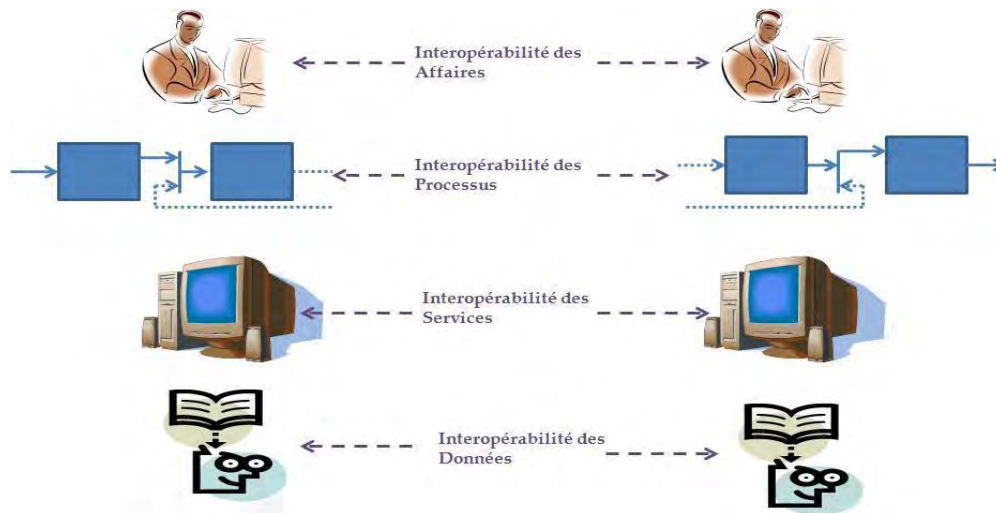 Interopérabilité des
Affaires
Interopérabilité des
Processus
Interopérabilité des
Services
Interopérabilité des
Données